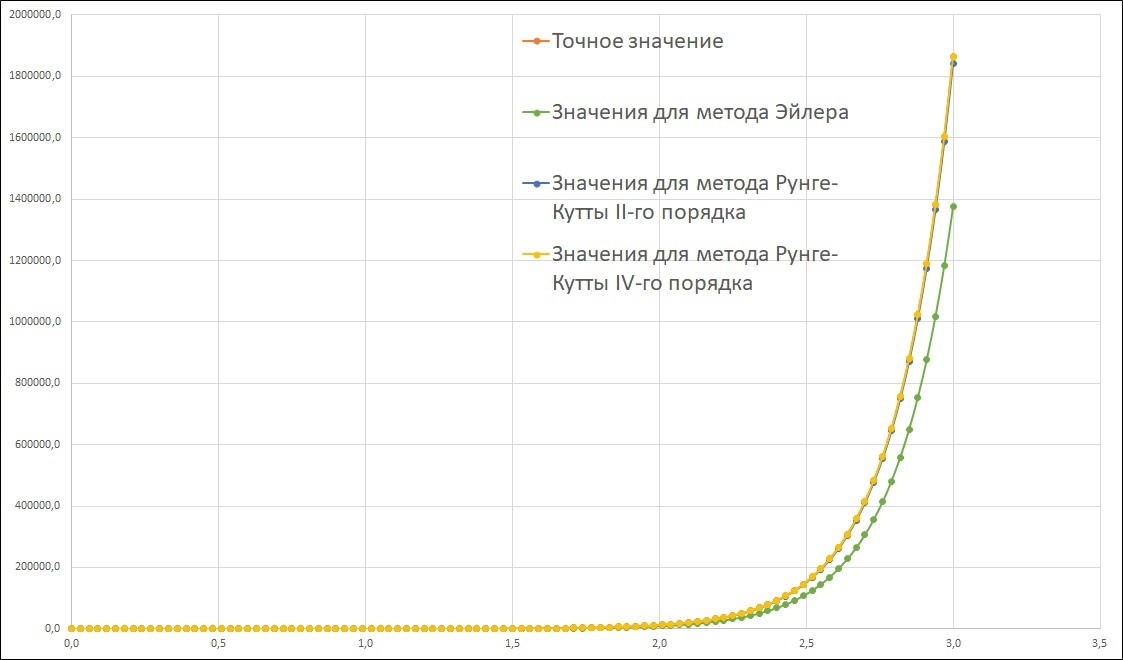 2000000,0
1800000,0
1600000,0
1400000,0
1200000,0
1000000,0
800000,0
600000,0
400000,0
200000,0
0,0
Точное значение
Значения для метода Эйлера
Значения для метода Рунге-
Кутты II-го порядка
Значения для метода Рунге-
Кутты IV-го порядка
0,0 0,5 1,0 1,5 2,0 2,5 3,0 3,5